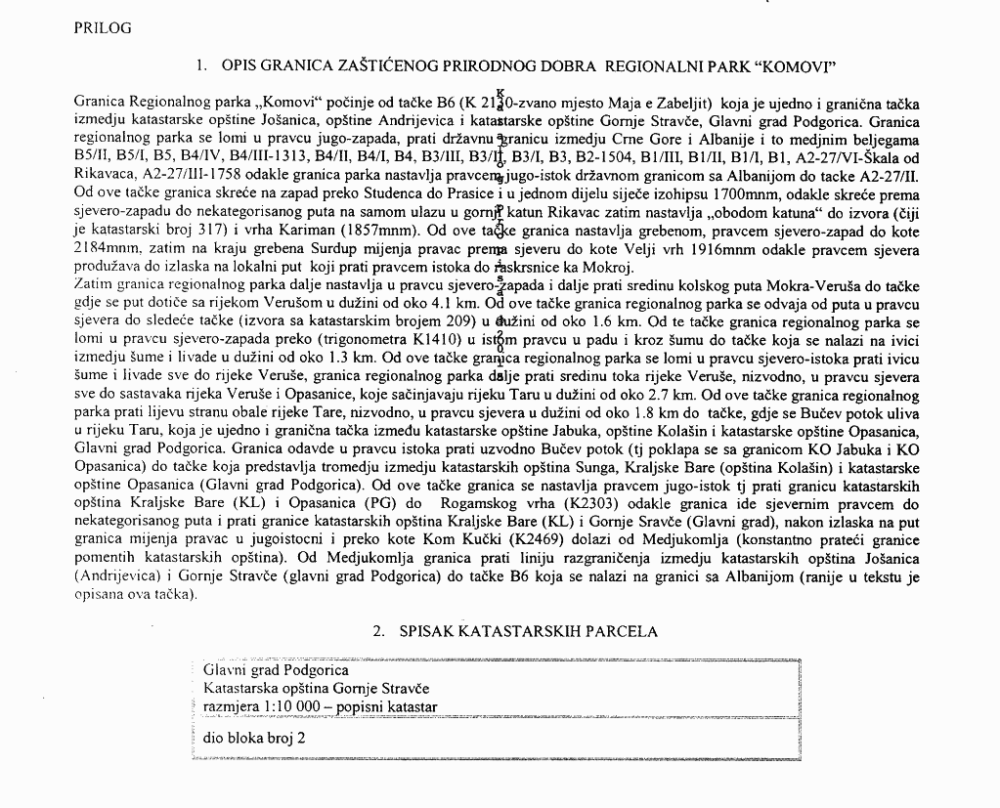 PRILOG
1. OPIS GRANICA ZAŠTIĆENOG PRIRODNOG DOBRA REGIONALNI PARK “KOMOVI”
Granica Regionalnog parka „Komovi“ počinje od tačke B6 (K 2130-zvano mjesto Maja e Zabeljit) koja je ujedno i granična tačka
izmedju katastarske opštine Jošanica, opštine Andrijevica i katastarske opštine Gornje Stravče, Glavni grad Podgorica. Granica
regionalnog parka se lomi u pravcu jugo-zapada, prati državnu granicu izmedju Crne Gore i Albanije i to medjnim beljegama
B5/II, B5/I, B5, B4/IV, B4/III-1313, B4/II, B4/I, B4, B3/III, B3/II, B3/I, B3, B2-1504, B1/III, B1/II, B1/I, B1, A2-27/VI-Škala od
Rikavaca, A2-27/III-1758 odakle granica parka nastavlja pravcem jugo-istok državnom granicom sa Albanijom do tacke A2-27/II.
Od ove tačke granica skreće na zapad preko Studenca do Prasice i u jednom dijelu siječe izohipsu 1700mnm, odakle skreće prema
sjevero-zapadu do nekategorisanog puta na samom ulazu u gornji katun Rikavac zatim nastavlja „obodom katuna“ do izvora (čiji
je katastarski broj 317) i vrha Kariman (1857mnm). Od ove tačke granica nastavlja grebenom, pravcem sjevero-zapad do kote
2184mnm, zatim na kraju grebena Surdup mijenja pravac prema sjeveru do kote Velji vrh 1916mnm odakle pravcem sjevera
produžava do izlaska na lokalni put koji prati pravcem istoka do raskrsnice ka Mokroj.
Zatim granica regionalnog parka dalje nastavlja u pravcu sjevero-zapada i dalje prati sredinu kolskog puta Mokra-Veruša do tačke
gdje se put dotiče sa rijekom Verušom u dužini od oko 4.1 km. Od ove tačke granica regionalnog parka se odvaja od puta u pravcu
sjevera do sledeće tačke (izvora sa katastarskim brojem 209) u dužini od oko 1.6 km. Od te tačke granica regionalnog parka se
lomi u pravcu sjevero-zapada preko (trigonometra K1410) u istom pravcu u padu i kroz šumu do tačke koja se nalazi na ivici
izmedju šume i livade u dužini od oko 1.3 km. Od ove tačke granica regionalnog parka se lomi u pravcu sjevero-istoka prati ivicu
šume i livade sve do rijeke Veruše, granica regionalnog parka dalje prati sredinu toka rijeke Veruše, nizvodno, u pravcu sjevera
sve do sastavaka rijeka Veruše i Opasanice, koje sačinjavaju rijeku Taru u dužini od oko 2.7 km. Od ove tačke granica regionalnog
parka prati lijevu stranu obale rijeke Tare, nizvodno, u pravcu sjevera u dužini od oko 1.8 km do tačke, gdje se Bučev potok uliva
u rijeku Taru, koja je ujedno i granična tačka izmeđju katastarske opštine Jabuka, opštine Kolašin i katastarske opštine Opasanica,
Glavni grad Podgorica. Granica odavde u pravcu istoka prati uzvodno Bučev potok (tj poklapa se sa granicom KO Jabuka i KO
Opasanica) do tačke koja predstavlja tromedju izmedju katastarskih opština Sunga, Kraljske Bare (opština Kolašin) i katastarske
opštine Opasanica (Glavni grad Podgorica). Od ove tačke granica se nastavlja pravcem jugo-istok tj prati granicu katastarskih
opština Kraljske Bare (KL) i Opasanica (PG) do Rogamskog vrha (K2303) odakle granica ide sjevernim pravcem do
nekategorisanog puta i prati granice katastarskih opština Kraljske Bare (KL) i Gornje Sravče (Glavni grad), nakon izlaska na put
granica mijenja pravac u jugoistocni i preko kote Kom Kučki (K2469) dolazi od Medjukomlja (konstantno prateći granice
pomentih katastarskih opština). Od Medjukomlja granica prati liniju razgraničenja izmedju katastarskih opština Jošanica
(Andrijevica) i Gornje Stravče (glavni grad Podgorica) do tačke B6 koja se nalazi na granici sa Albanijom (ranije u tekstu je
opisana ova tačka).
2. SPISAK KATASTARSKIH PARCELA
Glavni grad Podgorica
Katastarska opština Gornje Stravče
razmjera 1:10 000 – popisni katastar
dio bloka broj 2